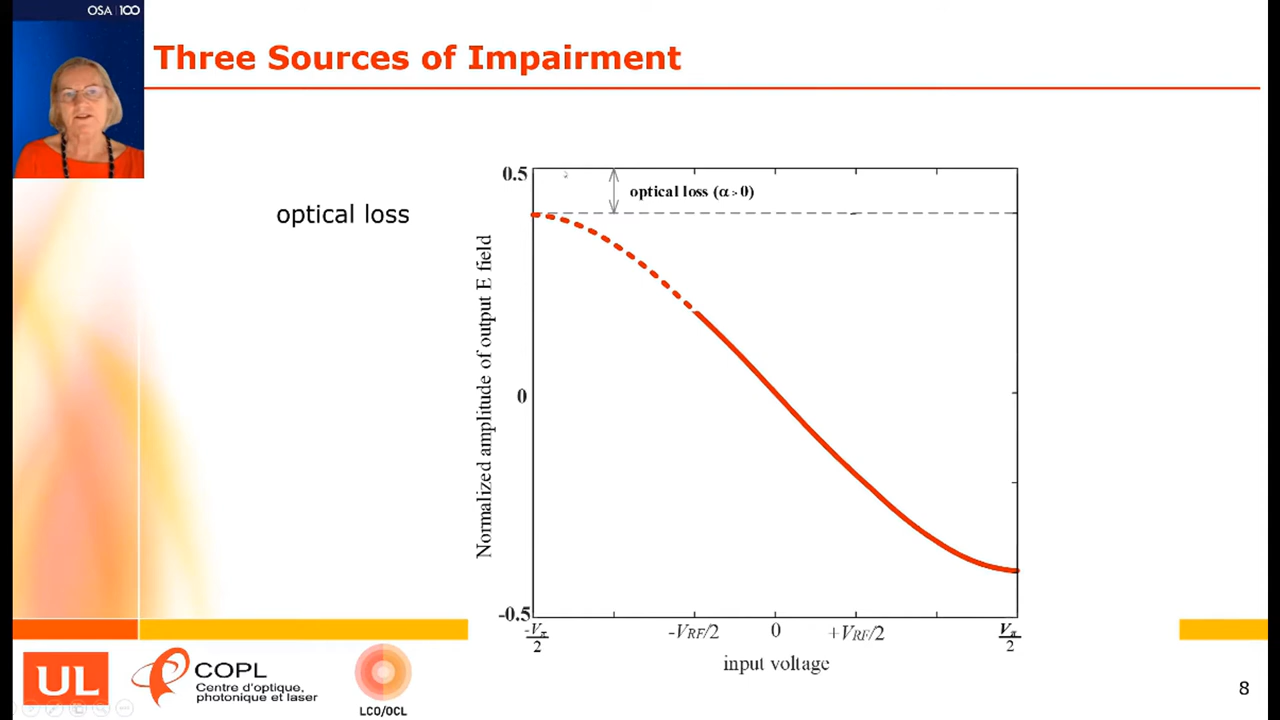 OSA 100
Three Sources of Impairment
optical loss
0.5
optical loss (α > 0)
Normalized amplitude of output E field
0
-0.5
-Vπ/2
-VRF/2
0
+VRF/2
Vπ/2
input voltage
UL
COPL
Centre d'optique,
photonique et laser
LCO/OCL
8